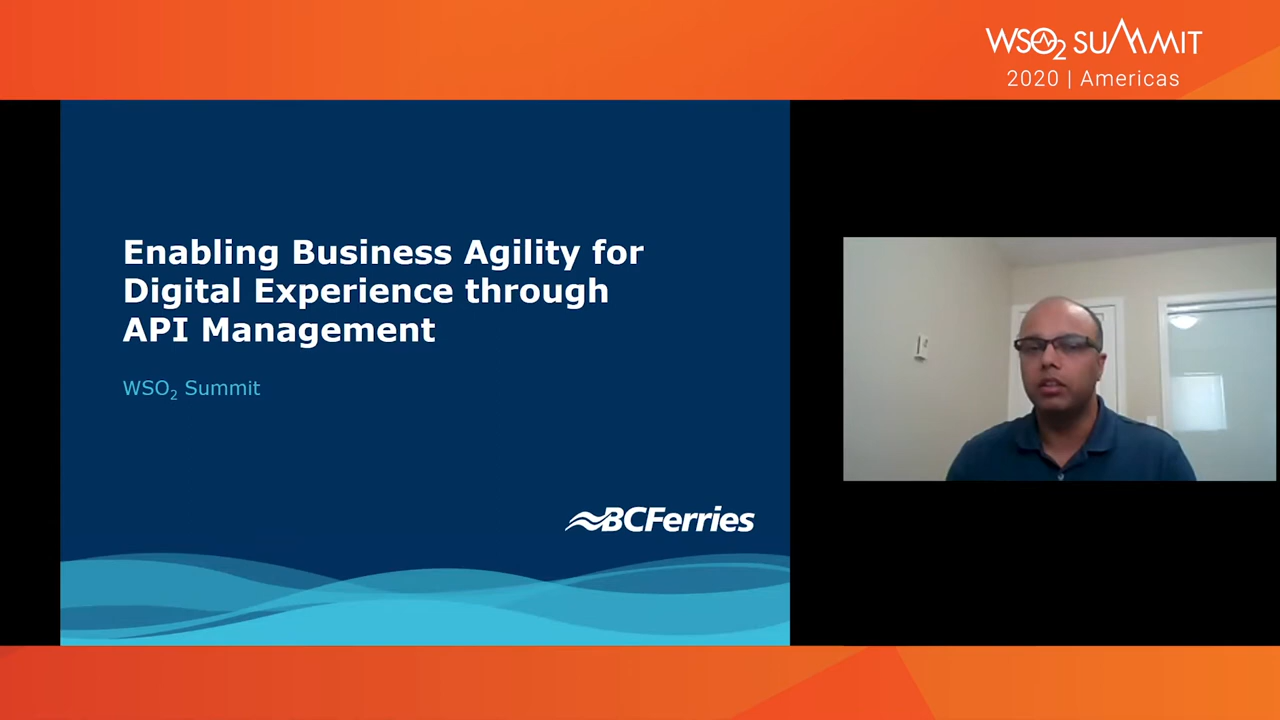 WSO2 SUMMIT
2020 | Americas
Enabling Business Agility for
Digital Experience through
API Management
WSO2 Summit
BCFerries